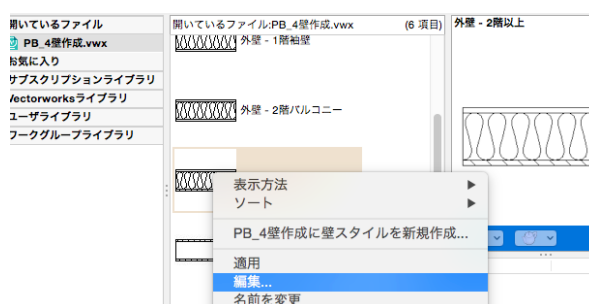 開いているファイル
PB_4壁作成.vwx
お気に入り
サブスクリプションライブラリ
Vectorworksライブラリ
ユーザライブラリ
ワークグループライブラリ
開いているファイル:PB_4壁作成.vwx (6 項目)
外壁 - 1階袖壁
外壁 - 2階バルコニー
外壁 - 2階以上
表示方法
ソート
PB_4壁作成に壁スタイルを新規作成...
適用
編集...
名前を変更